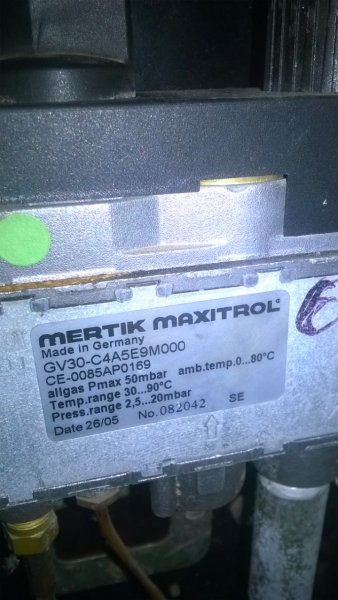 MERTIK MAXITROL®
Made in Germany
GV30-C4A5E9M000
CE-0085AP0169
allgas Pmax 50mbar amb.temp.0...80°C
Temp.range 30...90°C
Press.range 2,5...20mbar
Date 26/05 No. 082042 SE